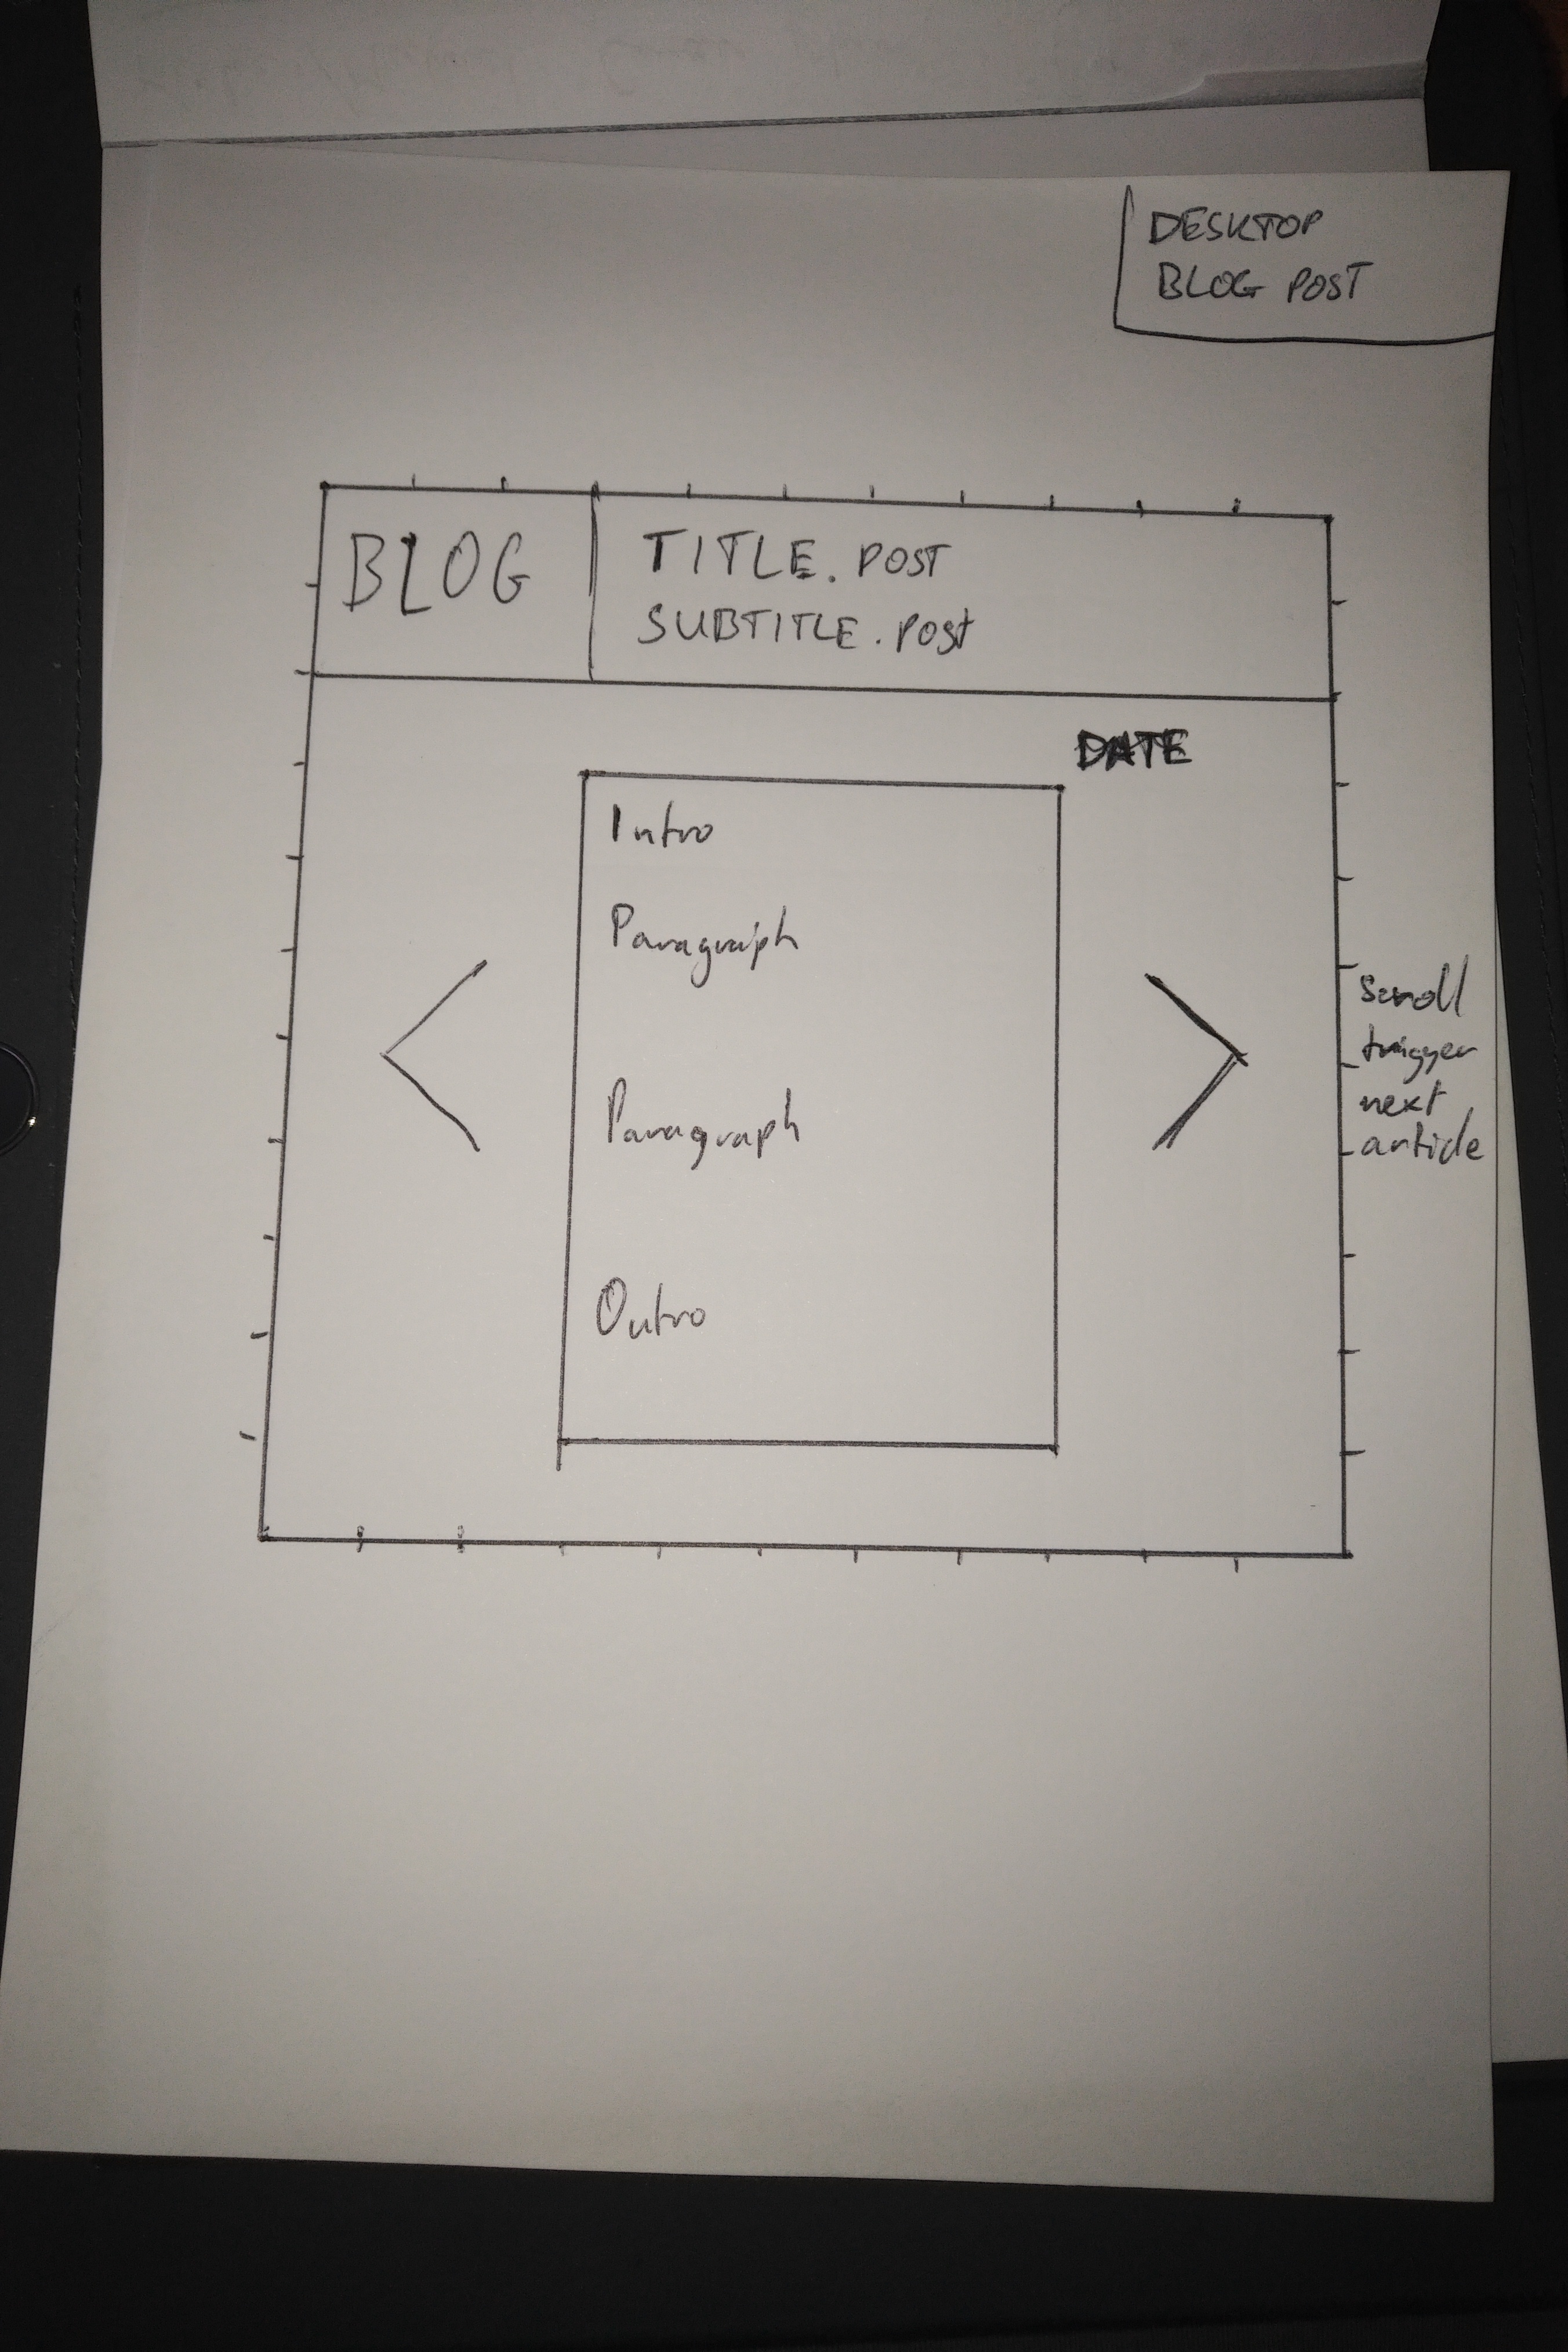 DESKTOP
BLOG POST
BLOG
TITLE.POST
SUBTITLE.POST
DATE
Intro
Paragraph
Paragraph
Outro
scroll
trigger
next
article